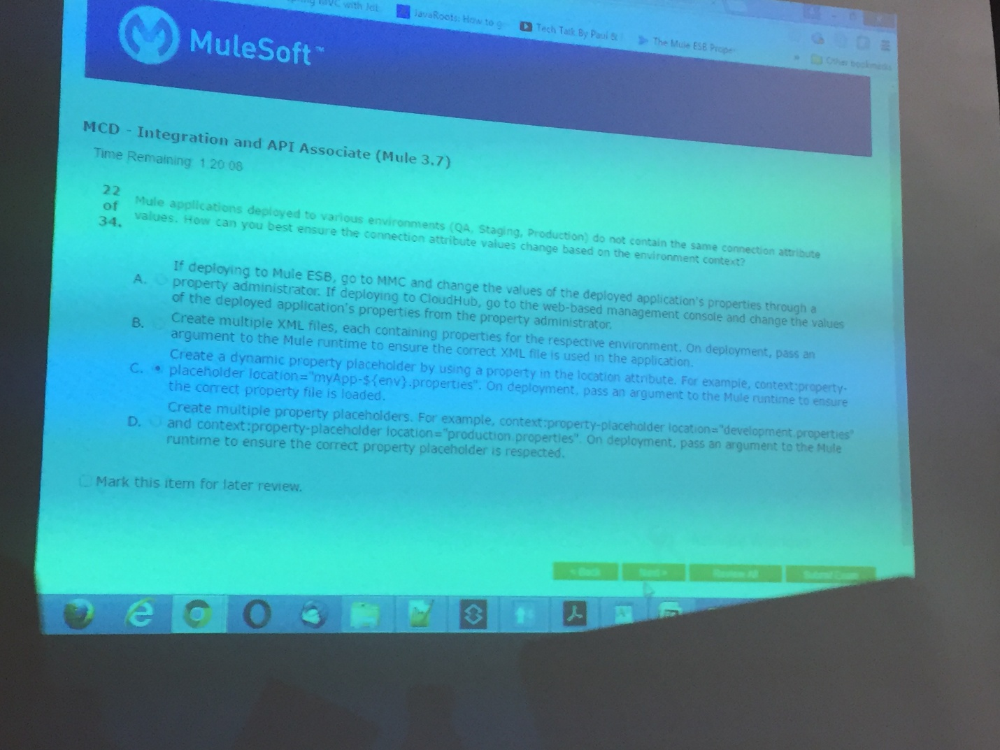 MVC with Jet
JavaRoots: How to g
Tech Talk By Paul &
The Mule ESB Prope
» Other bookmarks
MuleSoft™
MCD - Integration and API Associate (Mule 3.7)
Time Remaining: 1:20:08
22
of
34.
Mule applications deployed to various environments (QA, Staging, Production) do not contain the same connection attribute
values. How can you best ensure the connection attribute values change based on the environment context?
A.
If deploying to Mule ESB, go to MMC and change the values of the deployed application's properties through a
property administrator. If deploying to CloudHub, go to the web-based management console and change the values
of the deployed application's properties from the property administrator.
B.
Create multiple XML files, each containing properties for the respective environment. On deployment, pass an
argument to the Mule runtime to ensure the correct XML file is used in the application.
C.
Create a dynamic property placeholder by using a property in the location attribute. For example, context:property-
placeholder location="myApp-${env}.properties". On deployment, pass an argument to the Mule runtime to ensure
the correct property file is loaded.
D.
Create multiple property placeholders. For example, context:property-placeholder location="development.properties"
and context:property-placeholder location="production.properties". On deployment, pass an argument to the Mule
runtime to ensure the correct property placeholder is respected.
Mark this item for later review.
< Back
Next >
Review All
Submit Exam